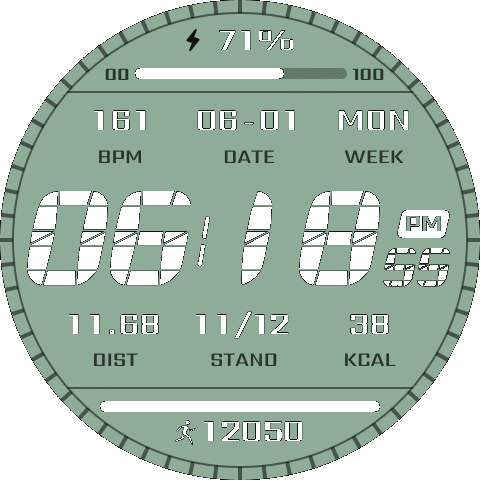 71%
00 100
161 06-01 MON
BPM DATE WEEK
06:18 PM 55
11.68 11/12 38
DIST STAND KCAL
12050